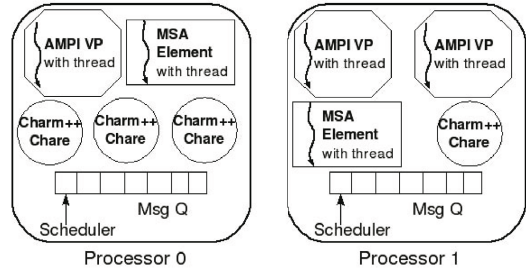 AMPI VP
with thread
MSA
Element
with thread
Charm++
Chare
Charm++
Chare
Charm++
Chare
Msg Q
Scheduler
Processor 0
AMPI VP
with thread
AMPI VP
with thread
MSA
Element
with thread
Charm++
Chare
Msg Q
Scheduler
Processor 1